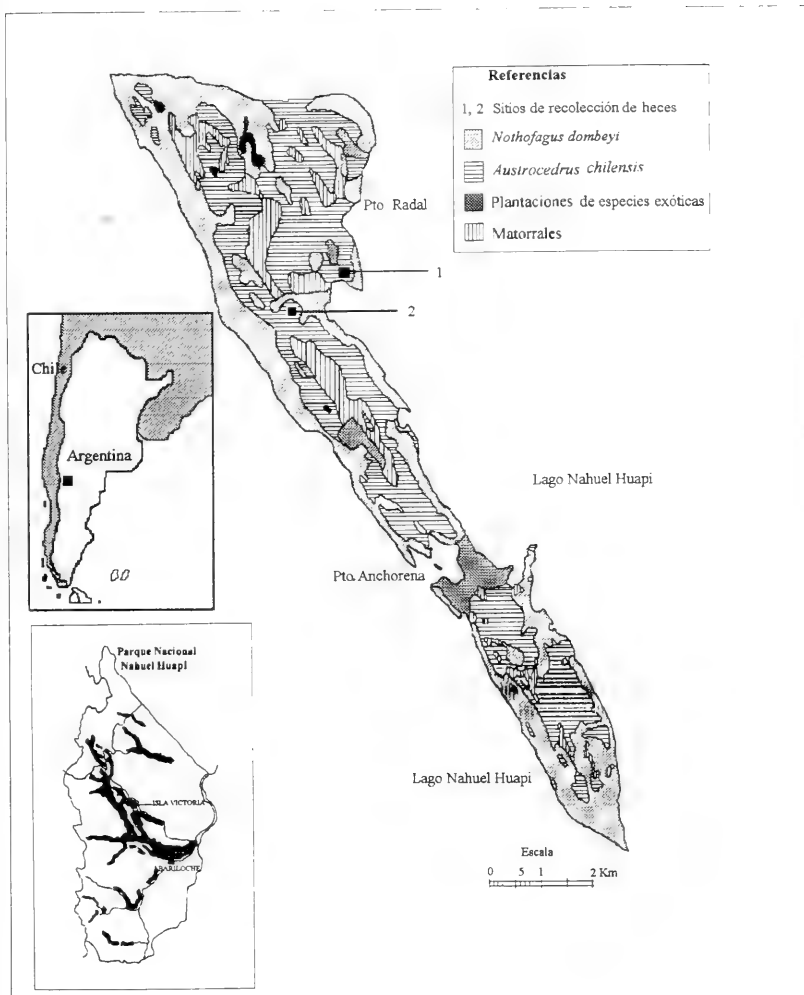 Referencias
1, 2 Sitios de recolección de heces
Nothofagus dombeyi
Austrocedrus chilensis
Plantaciones de especies exóticas
Matorrales
Pto Radal
1
2
Chile
Argentina
Lago Nahuel Huapi
Pto. Anchorena
Parque Nacional
Nahuel Huapi
ISLA VICTORIA
BARILOCHE
Lago Nahuel Huapi
Escala
0 5 1 2 Km